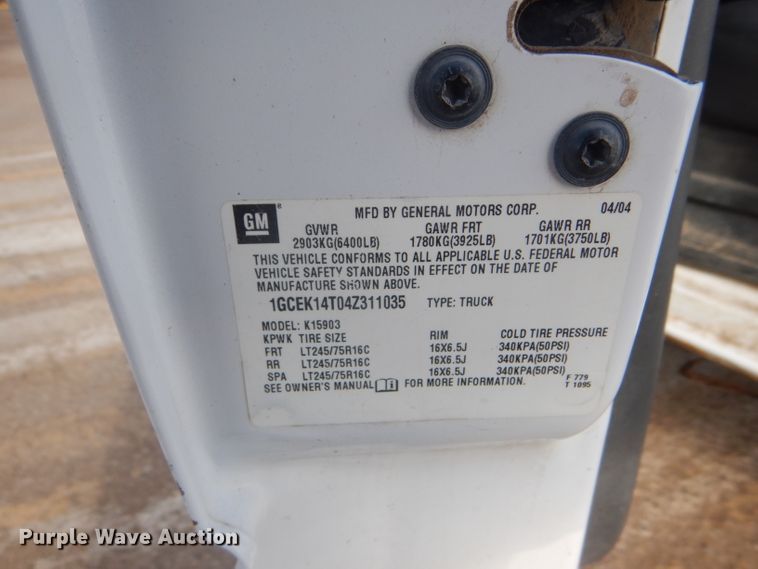 GM ® MFD BY GENERAL MOTORS CORP. 04/04
GVWR GAWR FRT GAWR RR
2903KG(6400LB) 1780KG(3925LB) 1701KG(3750LB)
THIS VEHICLE CONFORMS TO ALL APPLICABLE U.S. FEDERAL MOTOR
VEHICLE SAFETY STANDARDS IN EFFECT ON THE DATE OF
MANUFACTURE SHOWN ABOVE.
1GCEK14T04Z311035 TYPE: TRUCK
MODEL: K15903
KPWK TIRE SIZE RIM COLD TIRE PRESSURE
FRT LT245/75R16C 16X6.5J 340KPA(50PSI)
RR LT245/75R16C 16X6.5J 340KPA(50PSI)
SPA LT245/75R16C 16X6.5J 340KPA(50PSI)
SEE OWNER'S MANUAL FOR MORE INFORMATION.
F 779
T 1095
Purple Wave Auction